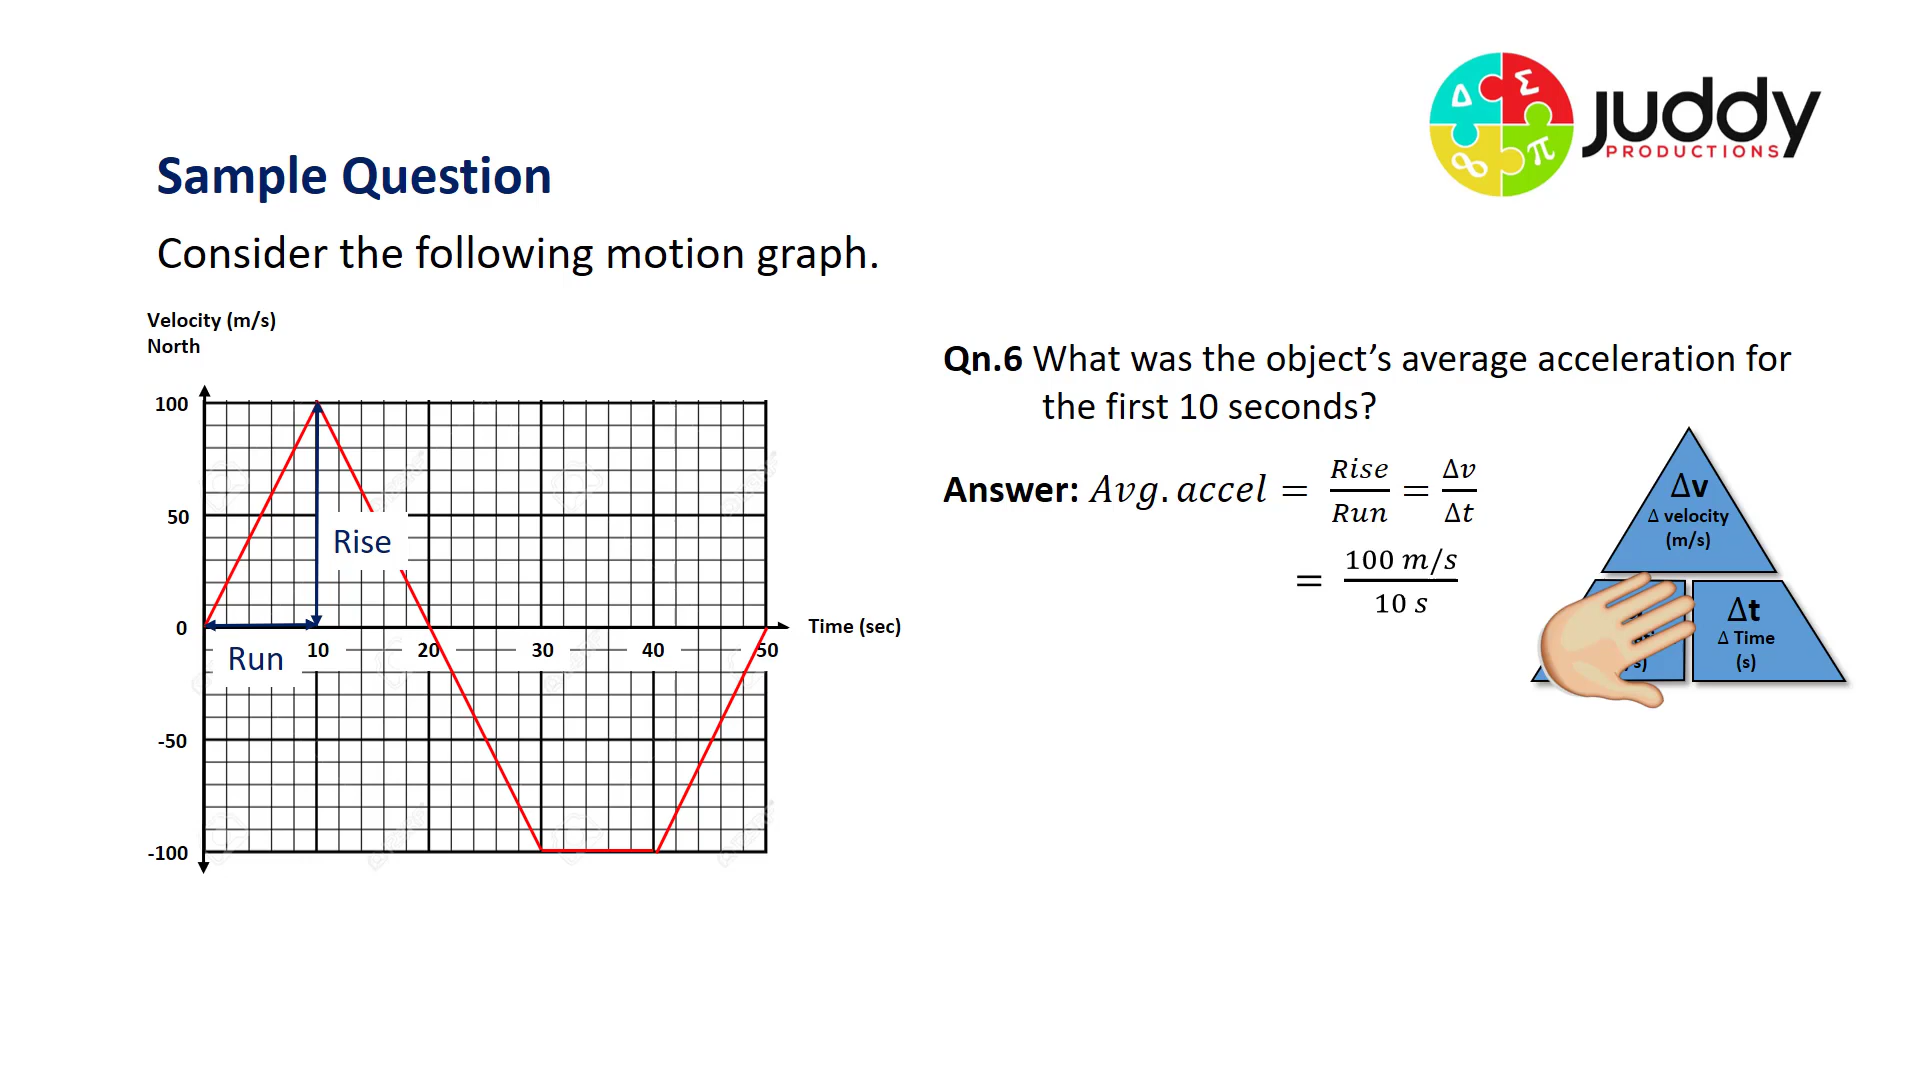 Δ Σ
∞ π
juddy
PRODUCTIONS
Sample Question
Consider the following motion graph.
Velocity (m/s)
North
100
50
0
-50
-100
Rise
Run
10 20 30 40 50
Time (sec)
Qn.6 What was the object’s average acceleration for
the first 10 seconds?
Answer: Avg. accel = Rise/Run = Δv/Δt
= 100 m/s / 10 s
Δv
Δ velocity
(m/s)
Δt
Δ Time
(s)